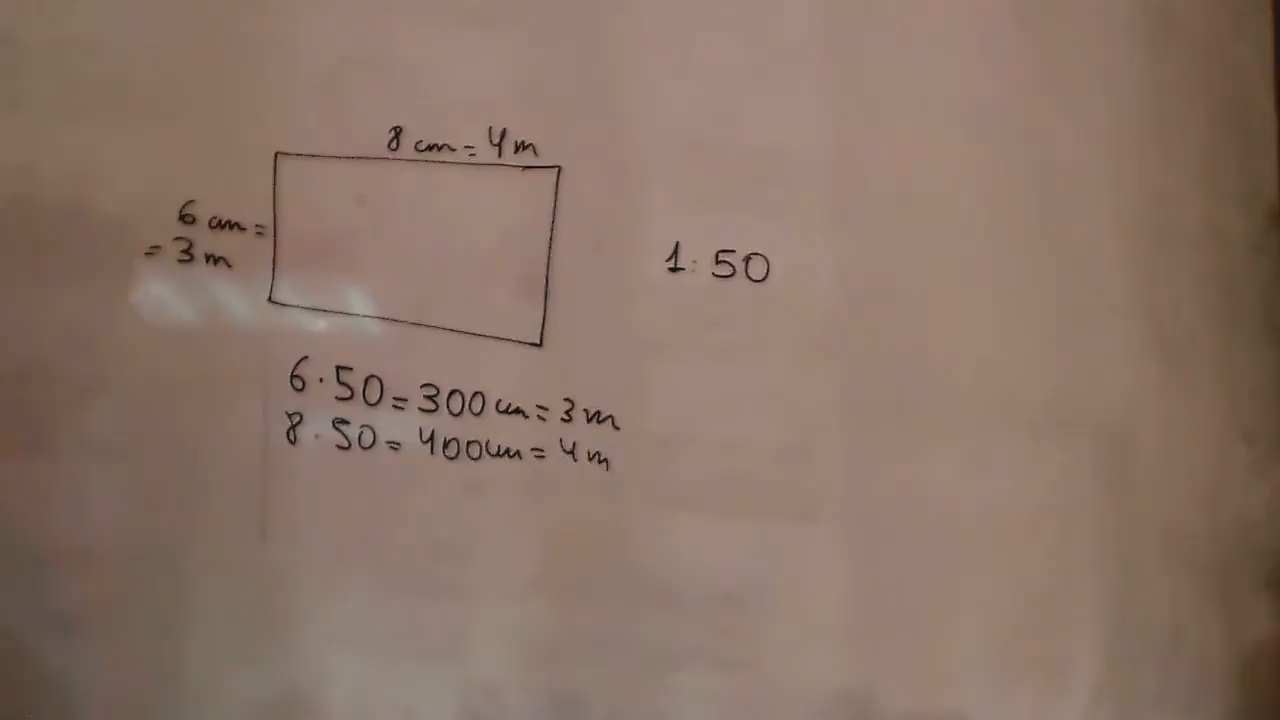 8 cm = 4 m
6 cm =
= 3 m
1:50
6 · 50 = 300 cm = 3 m
8 · 50 = 400 cm = 4 m